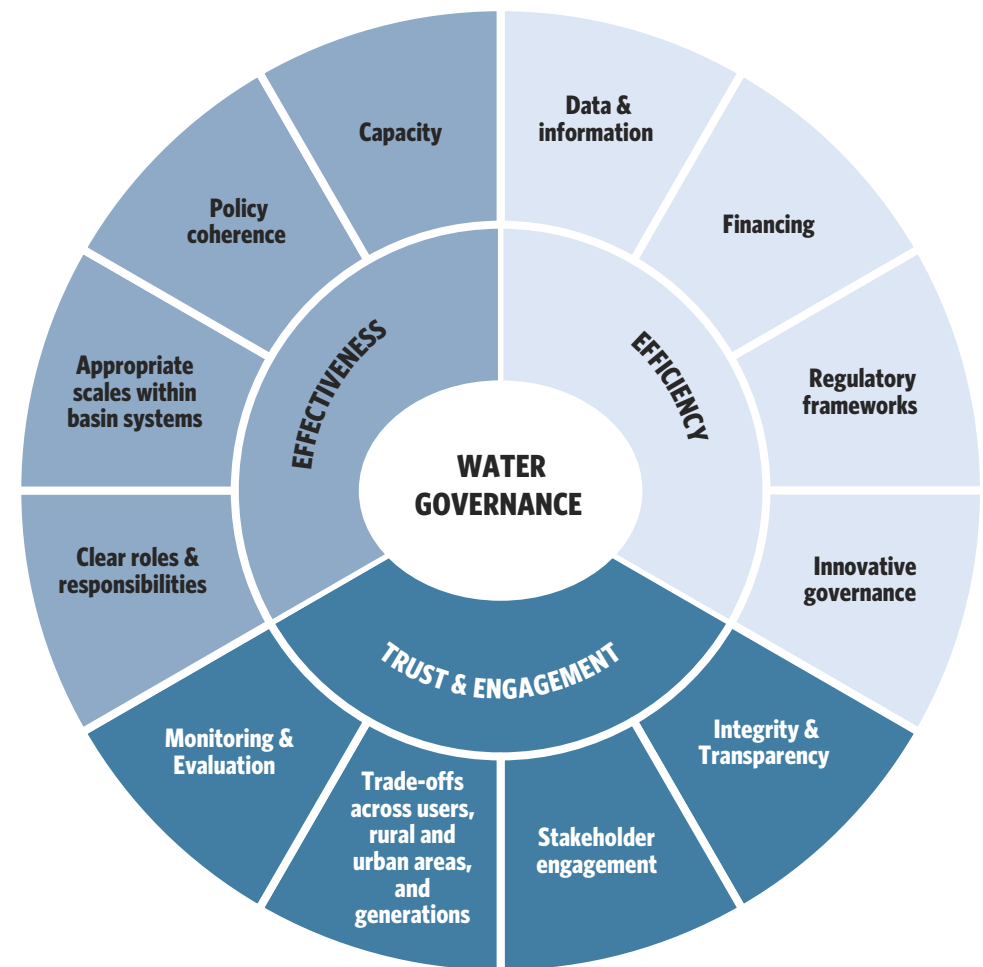 WATER
GOVERNANCE
EFFECTIVENESS
EFFICIENCY
TRUST & ENGAGEMENT
Capacity
Policy
coherence
Appropriate
scales within
basin systems
Clear roles &
responsibilities
Data &
information
Financing
Regulatory
frameworks
Innovative
governance
Integrity &
Transparency
Stakeholder
engagement
Trade-offs
across users,
rural and
urban areas,
and
generations
Monitoring &
Evaluation